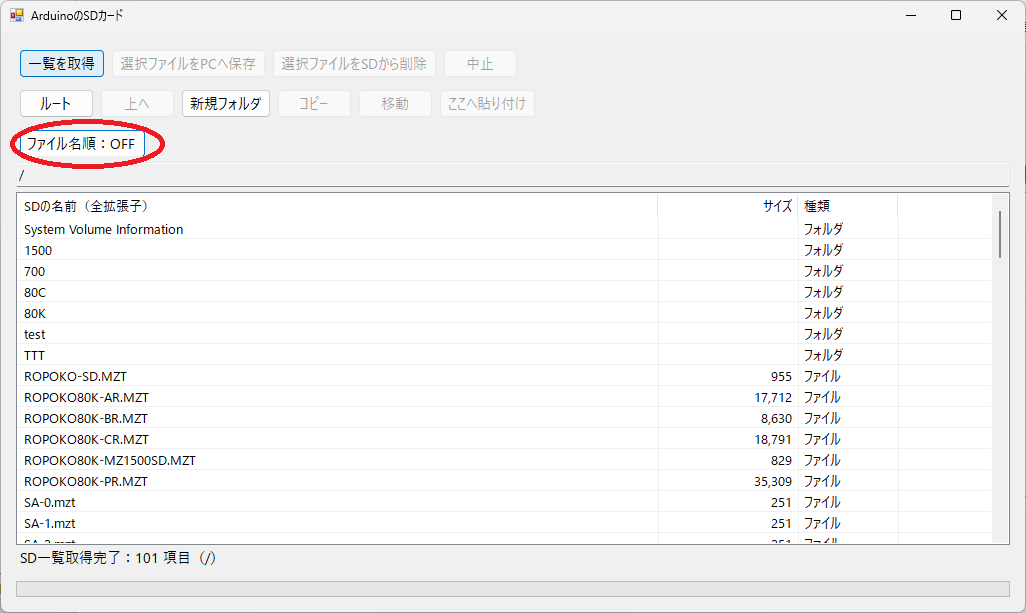 ArduinoのSDカード
一覧を取得 選択ファイルをPCへ保存 選択ファイルをSDから削除 中止
ルート 上へ 新規フォルダ コピー 移動 ここへ貼り付け
ファイル名順：OFF
/
SDの名前（全拡張子） サイズ 種類
System Volume Information フォルダ
1500 フォルダ
700 フォルダ
80C フォルダ
80K フォルダ
test フォルダ
TTT フォルダ
ROPOKO-SD.MZT 955 ファイル
ROPOKO80K-AR.MZT 17,712 ファイル
ROPOKO80K-BR.MZT 8,630 ファイル
ROPOKO80K-CR.MZT 18,791 ファイル
ROPOKO80K-MZ1500SD.MZT 829 ファイル
ROPOKO80K-PR.MZT 35,309 ファイル
SA-0.mzt 251 ファイル
SA-1.mzt 251 ファイル
SD一覧取得完了：101 項目（/）